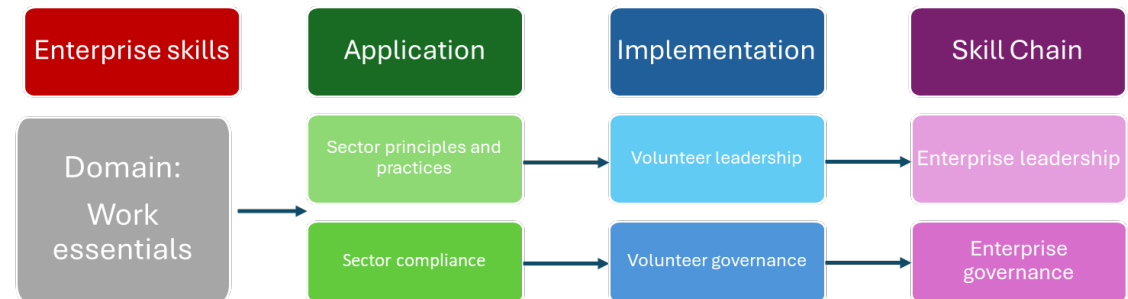 Enterprise skills
Application
Implementation
Skill Chain
Domain:
Work
essentials
Sector principles and
practices
Volunteer leadership
Enterprise leadership
Sector compliance
Volunteer governance
Enterprise
governance